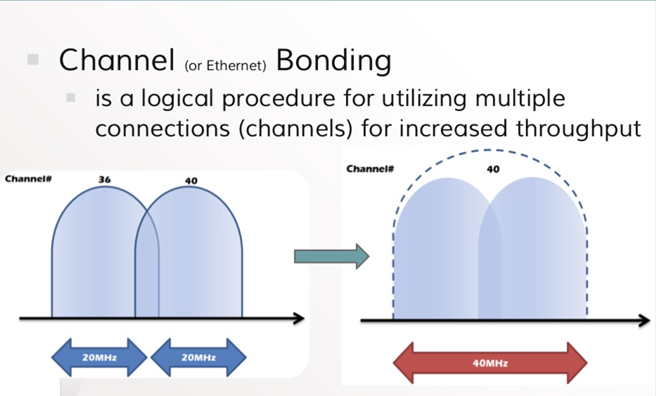 Channel (or Ethernet) Bonding
is a logical procedure for utilizing multiple
connections (channels) for increased throughput
Channel# 36 40
20MHz 20MHz
Channel# 40
40MHz